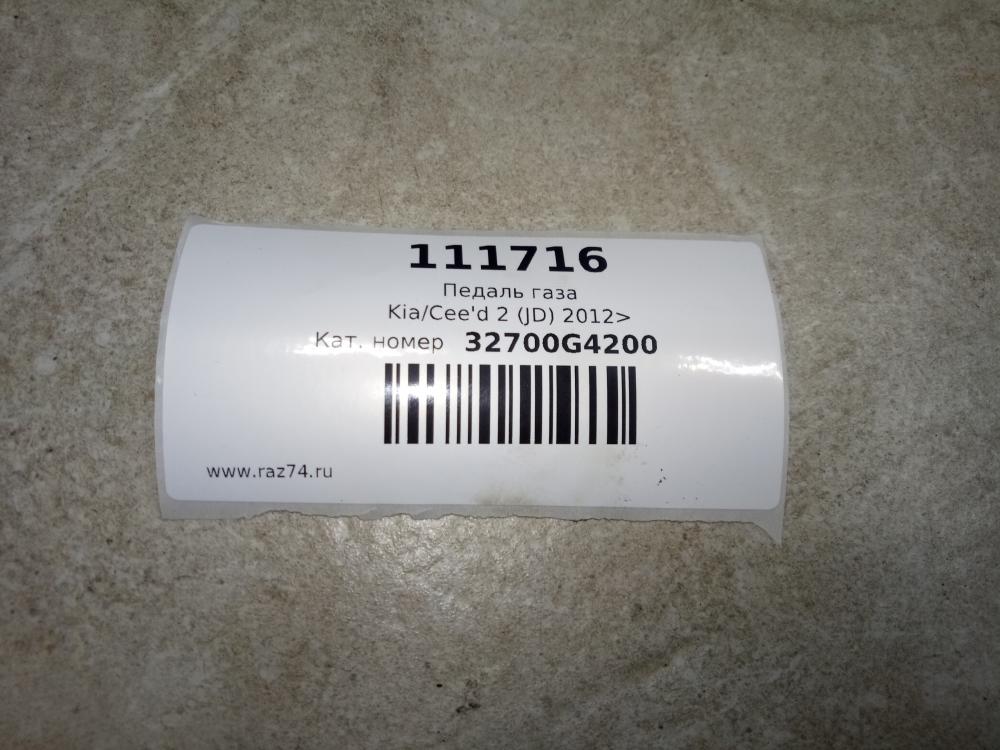 111716
Педаль газа
Kia/Cee'd 2 (JD) 2012>
Кат. номер 32700G4200
www.raz74.ru